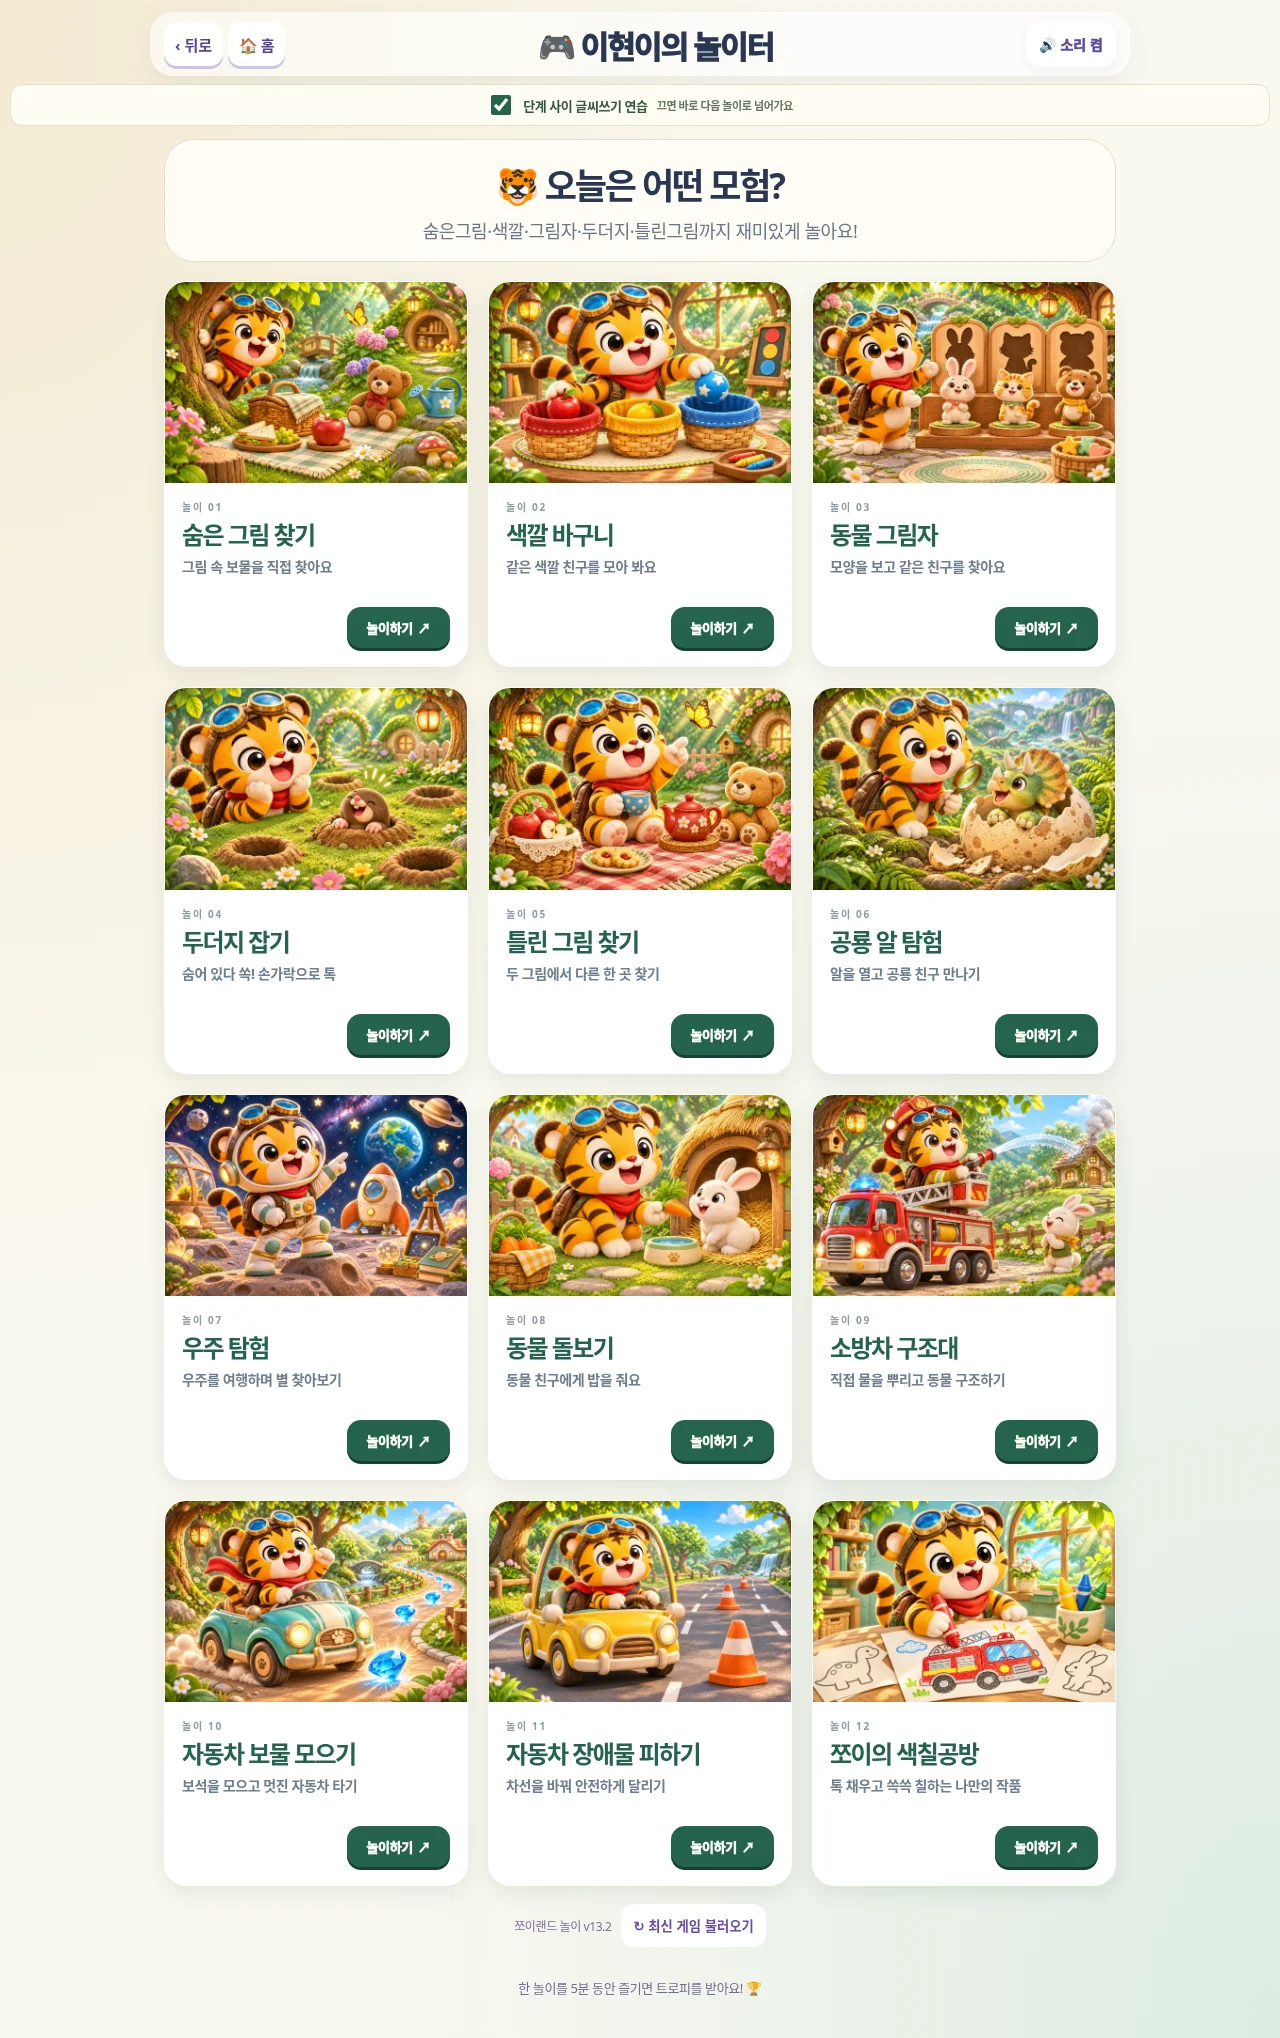 ‹ 뒤로
🏠 홈
🎮 이현이의 놀이터
🔊 소리 켬
단계 사이 글씨쓰기 연습 끄면 바로 다음 놀이로 넘어가요
🐯 오늘은 어떤 모험?
숨은그림·색깔·그림자·두더지·틀린그림까지 재미있게 놀아요!
놀이 01
숨은 그림 찾기
그림 속 보물을 직접 찾아요
놀이하기 ↗
놀이 02
색깔 바구니
같은 색깔 친구를 모아 봐요
놀이하기 ↗
놀이 03
동물 그림자
모양을 보고 같은 친구를 찾아요
놀이하기 ↗
놀이 04
두더지 잡기
숨어 있다 쏙! 손가락으로 톡
놀이하기 ↗
놀이 05
틀린 그림 찾기
두 그림에서 다른 한 곳 찾기
놀이하기 ↗
놀이 06
공룡 알 탐험
알을 열고 공룡 친구 만나기
놀이하기 ↗
놀이 07
우주 탐험
우주를 여행하며 별 찾아보기
놀이하기 ↗
놀이 08
동물 돌보기
동물 친구에게 밥을 줘요
놀이하기 ↗
놀이 09
소방차 구조대
직접 물을 뿌리고 동물 구조하기
놀이하기 ↗
놀이 10
자동차 보물 모으기
보석을 모으고 멋진 자동차 타기
놀이하기 ↗
놀이 11
자동차 장애물 피하기
차선을 바꿔 안전하게 달리기
놀이하기 ↗
놀이 12
쪼이의 색칠공방
톡 채우고 쓱쓱 칠하는 나만의 작품
놀이하기 ↗
쪼이랜드 놀이 v13.2
↻ 최신 게임 불러오기
한 놀이를 5분 동안 즐기면 트로피를 받아요! 🏆